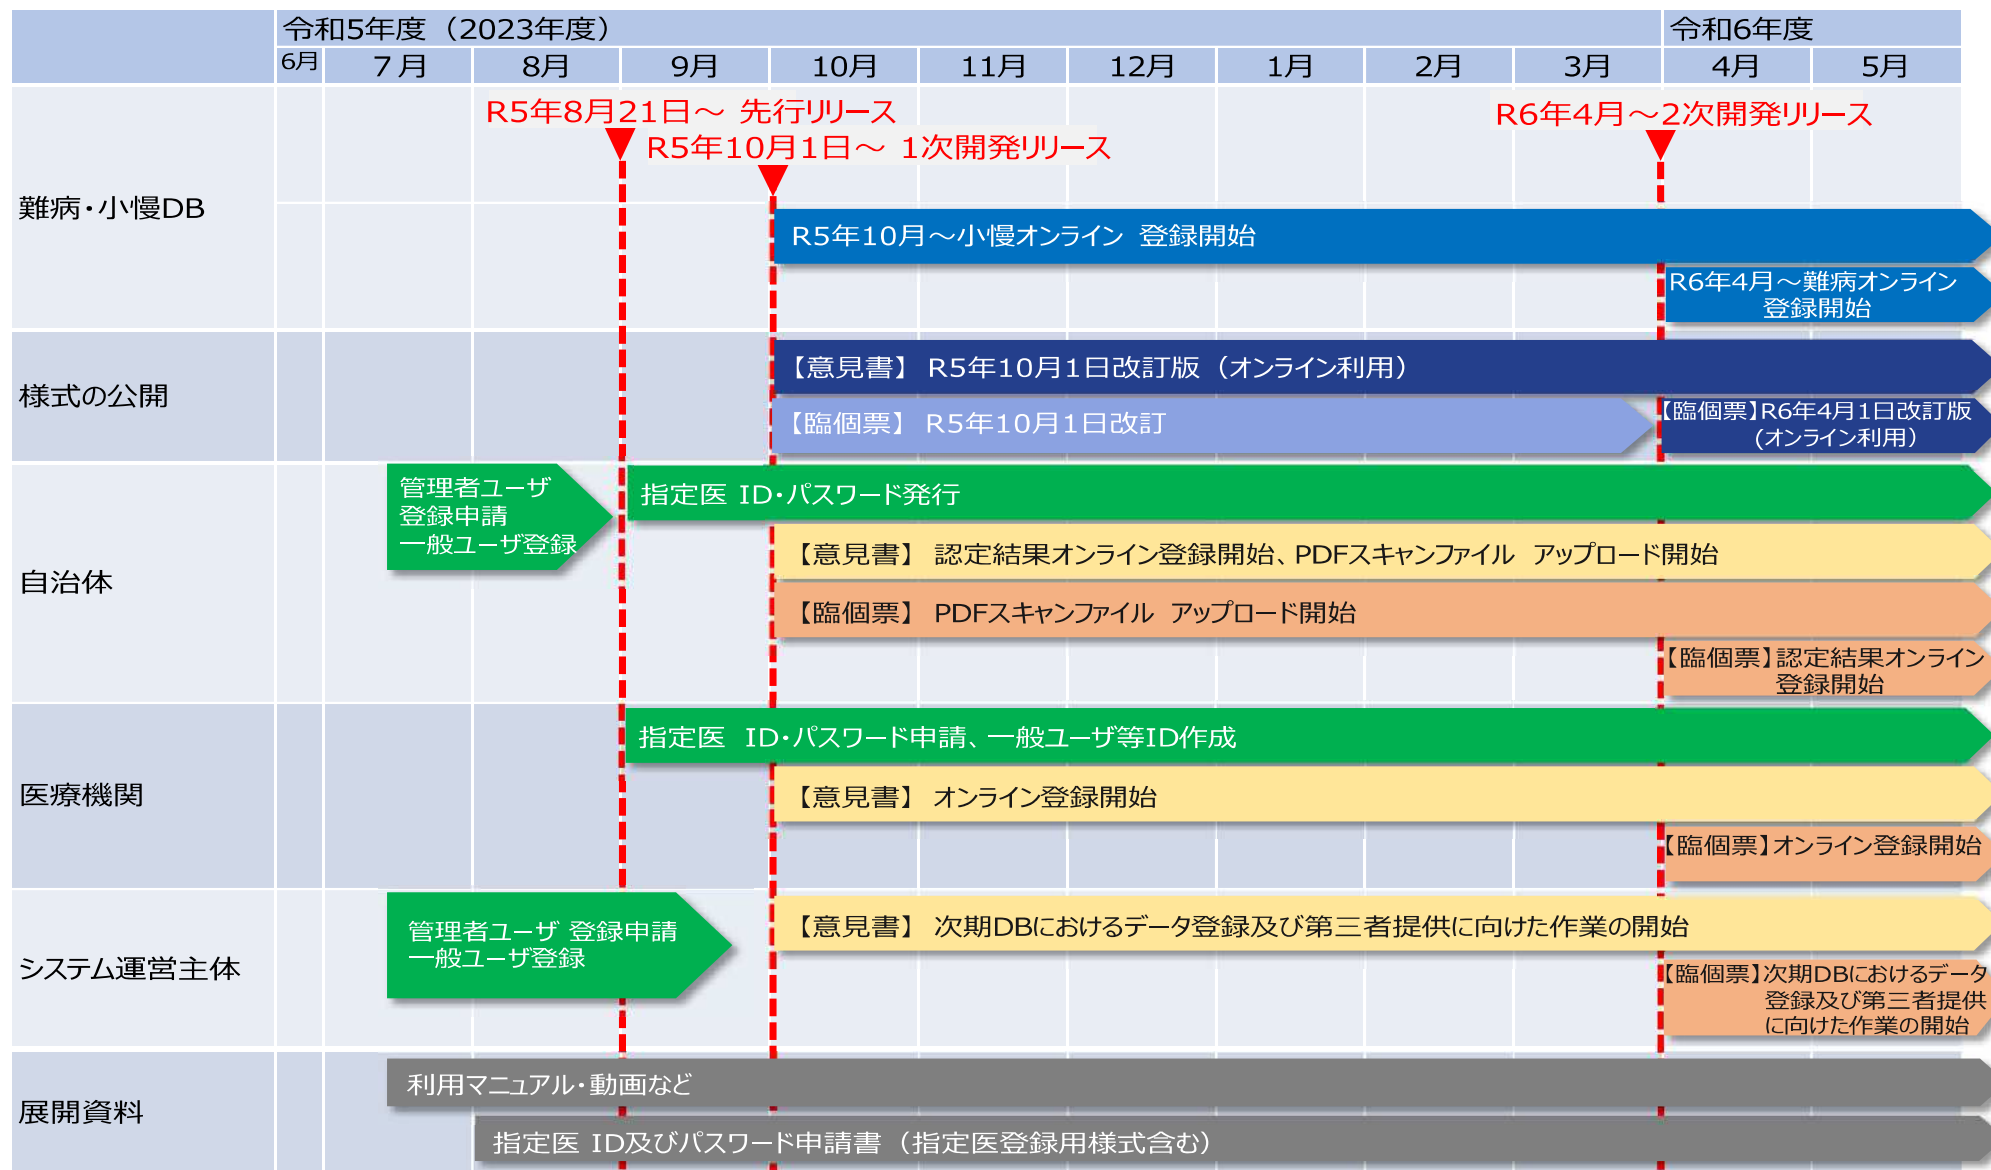 令和5年度（2023年度）
令和6年度
6月
７月
8月
9月
10月
11月
12月
1月
2月
3月
4月
5月
R5年8月21日～ 先行リリース
R5年10月1日～ 1次開発リリース
R6年4月～2次開発リリース
難病・小慢DB
R5年10月～小慢オンライン 登録開始
R6年4月～難病オンライン
登録開始
様式の公開
【意見書】 R5年10月1日改訂版（オンライン利用）
【臨個票】 R5年10月1日改訂
【臨個票】R6年4月1日改訂版
(オンライン利用）
自治体
管理者ユーザ
登録申請
一般ユーザ登録
指定医 ID・パスワード発行
【意見書】 認定結果オンライン登録開始、PDFスキャンファイル アップロード開始
【臨個票】 PDFスキャンファイル アップロード開始
【臨個票】認定結果オンライン
登録開始
医療機関
指定医 ID・パスワード申請、一般ユーザ等ID作成
【意見書】 オンライン登録開始
【臨個票】オンライン登録開始
システム運営主体
管理者ユーザ 登録申請
一般ユーザ登録
【意見書】 次期DBにおけるデータ登録及び第三者提供に向けた作業の開始
【臨個票】次期DBにおけるデータ
登録及び第三者提供
に向けた作業の開始
展開資料
利用マニュアル・動画など
指定医 ID及びパスワード申請書（指定医登録用様式含む）